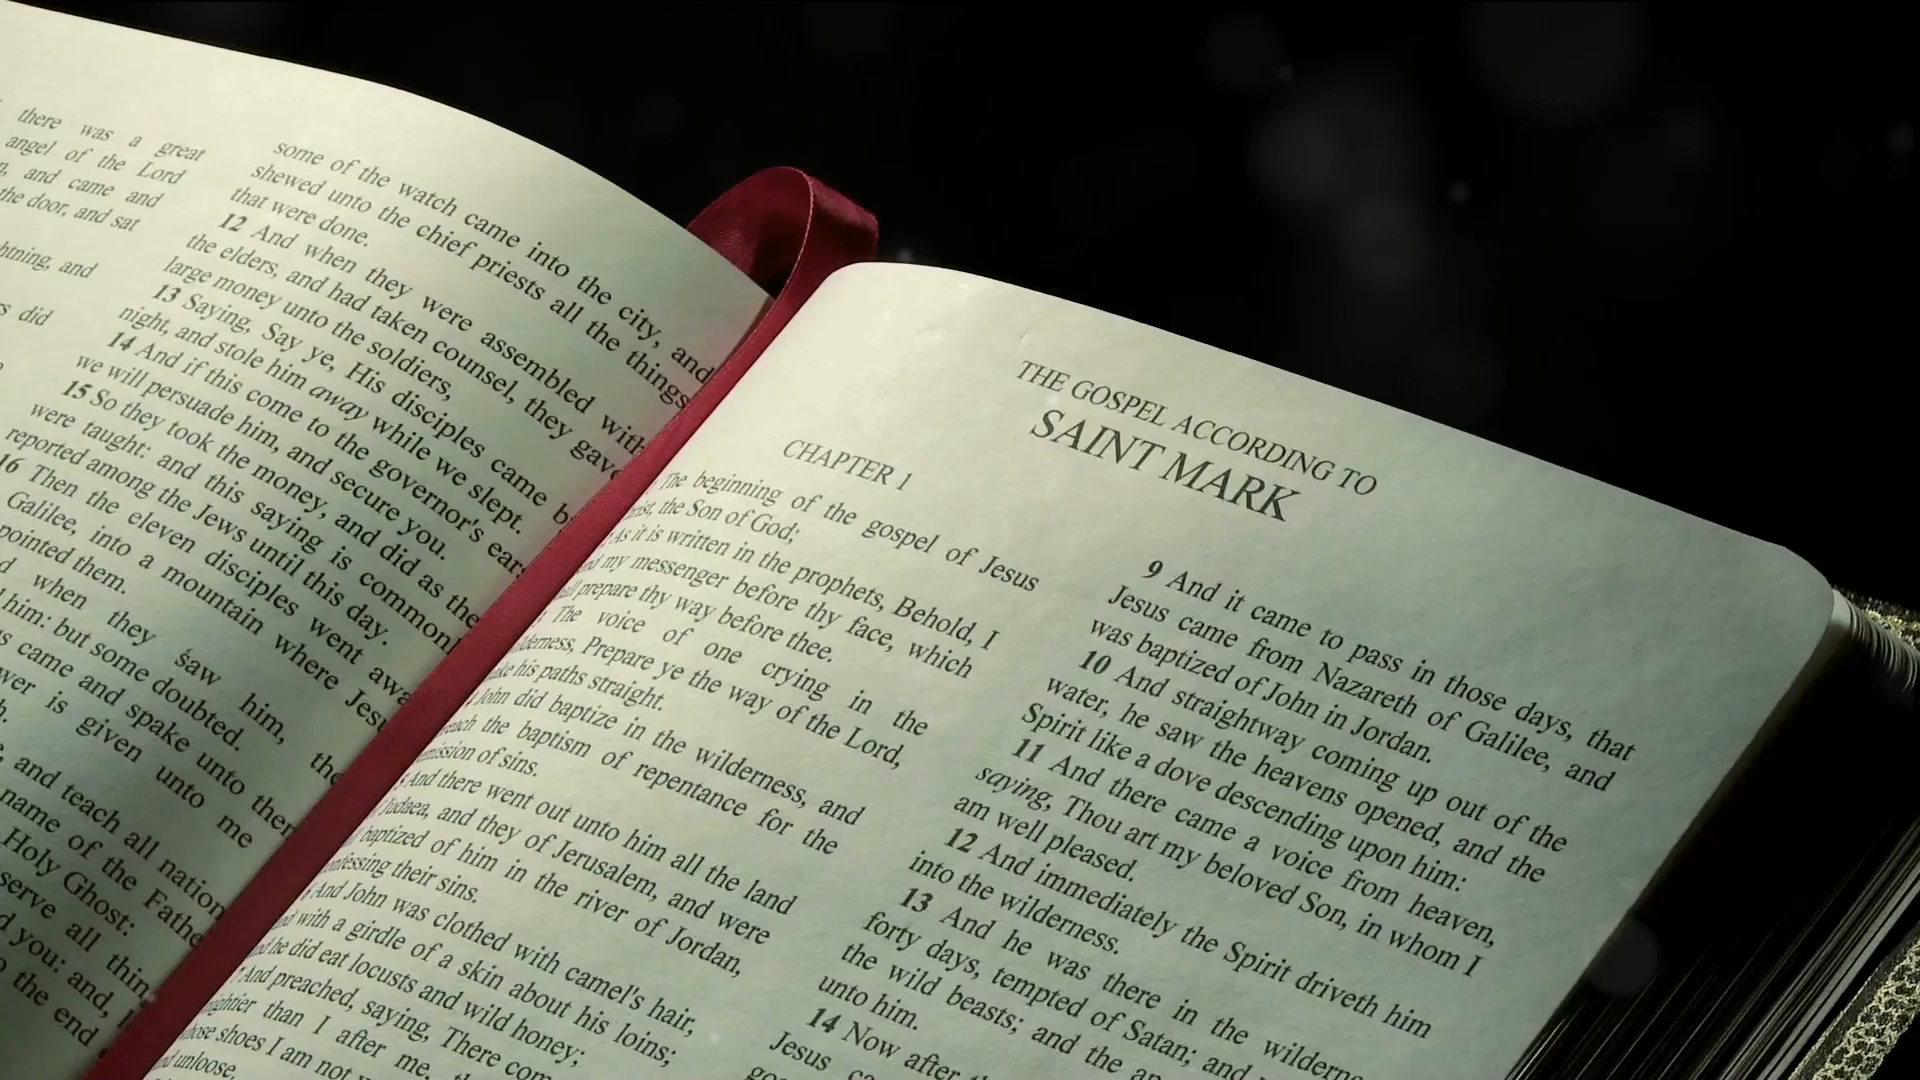 there was a great
angel of the Lord
and came and
the door, and sat
and
did
some of the watch came into the city, and
shewed unto the chief priests all the things
that were done.
12 And when they were assembled with
the elders, and had taken counsel, they gave
large money unto the soldiers,
13 Saying, Say ye, His disciples came
night, and stole him away while we slept.
14 And if this come to the governor's ears
we will persuade him, and secure you.
15 So they took the money, and did as the
were taught: and this saying is common
reported among the Jews until this day.
16 Then the eleven disciples went
Galilee, into a mountain where
them.
when they saw him,
him: but some doubted.
came and spake unto
is given unto me
and teach all
name of the
Holy Ghost:
all
you: and,
the end
THE GOSPEL ACCORDING TO
SAINT MARK
CHAPTER 1
The beginning of the gospel of Jesus
the Son of God;
As it is written in the prophets, Behold, I
my messenger before thy face, which
prepare thy way before thee.
The voice of one crying in the
Prepare ye the way of the Lord,
his paths straight.
John did baptize in the wilderness, and
the baptism of repentance for the
of sins.
And there went out unto him all the land
Judaea, and they of Jerusalem, and were
baptized of him in the river of Jordan,
their sins.
And John was clothed with camel's hair,
with a girdle of a skin about his loins;
he did eat locusts and wild honey;
And preached, saying, There
than I after me,
shoes I am not
unloose.
9 And it came to pass in those days, that
Jesus came from Nazareth of Galilee, and
was baptized of John in Jordan.
10 And straightway coming up out of the
water, he saw the heavens opened, and the
Spirit like a dove descending upon him:
11 And there came a voice from heaven,
saying, Thou art my beloved Son, in whom I
am well pleased.
12 And immediately the Spirit driveth him
into the wilderness.
13 And he was there in the
forty days, tempted of Satan; and
the wild beasts; and the
unto him.
14 Now after
Jesus